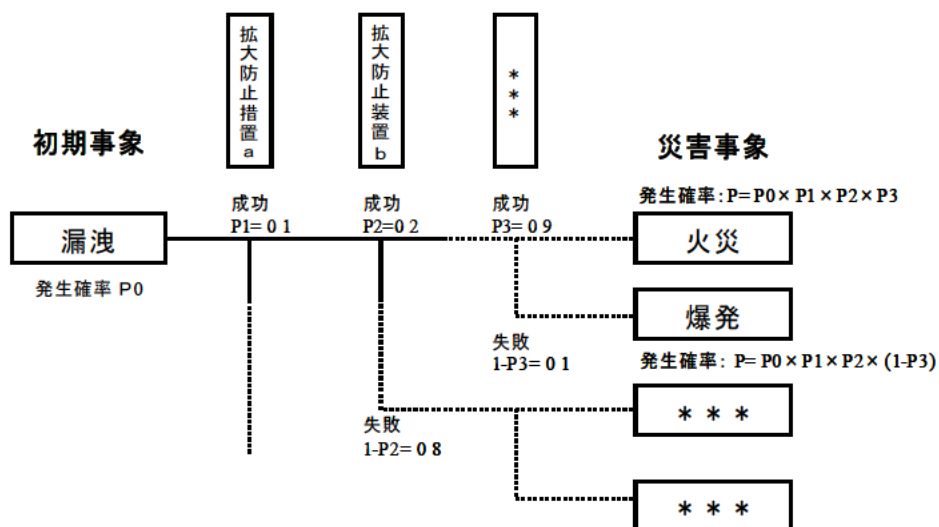 拡大防止措置a
拡大防止装置b
***
初期事象
災害事象
成功
P1=0 1
成功
P2=0 2
成功
P3=0 9
発生確率:P=P0×P1×P2×P3
漏洩
火災
発生確率 P0
爆発
失敗
1-P3=0 1
発生確率: P=P0×P1×P2×(1-P3)
***
失敗
1-P2=0 8
***